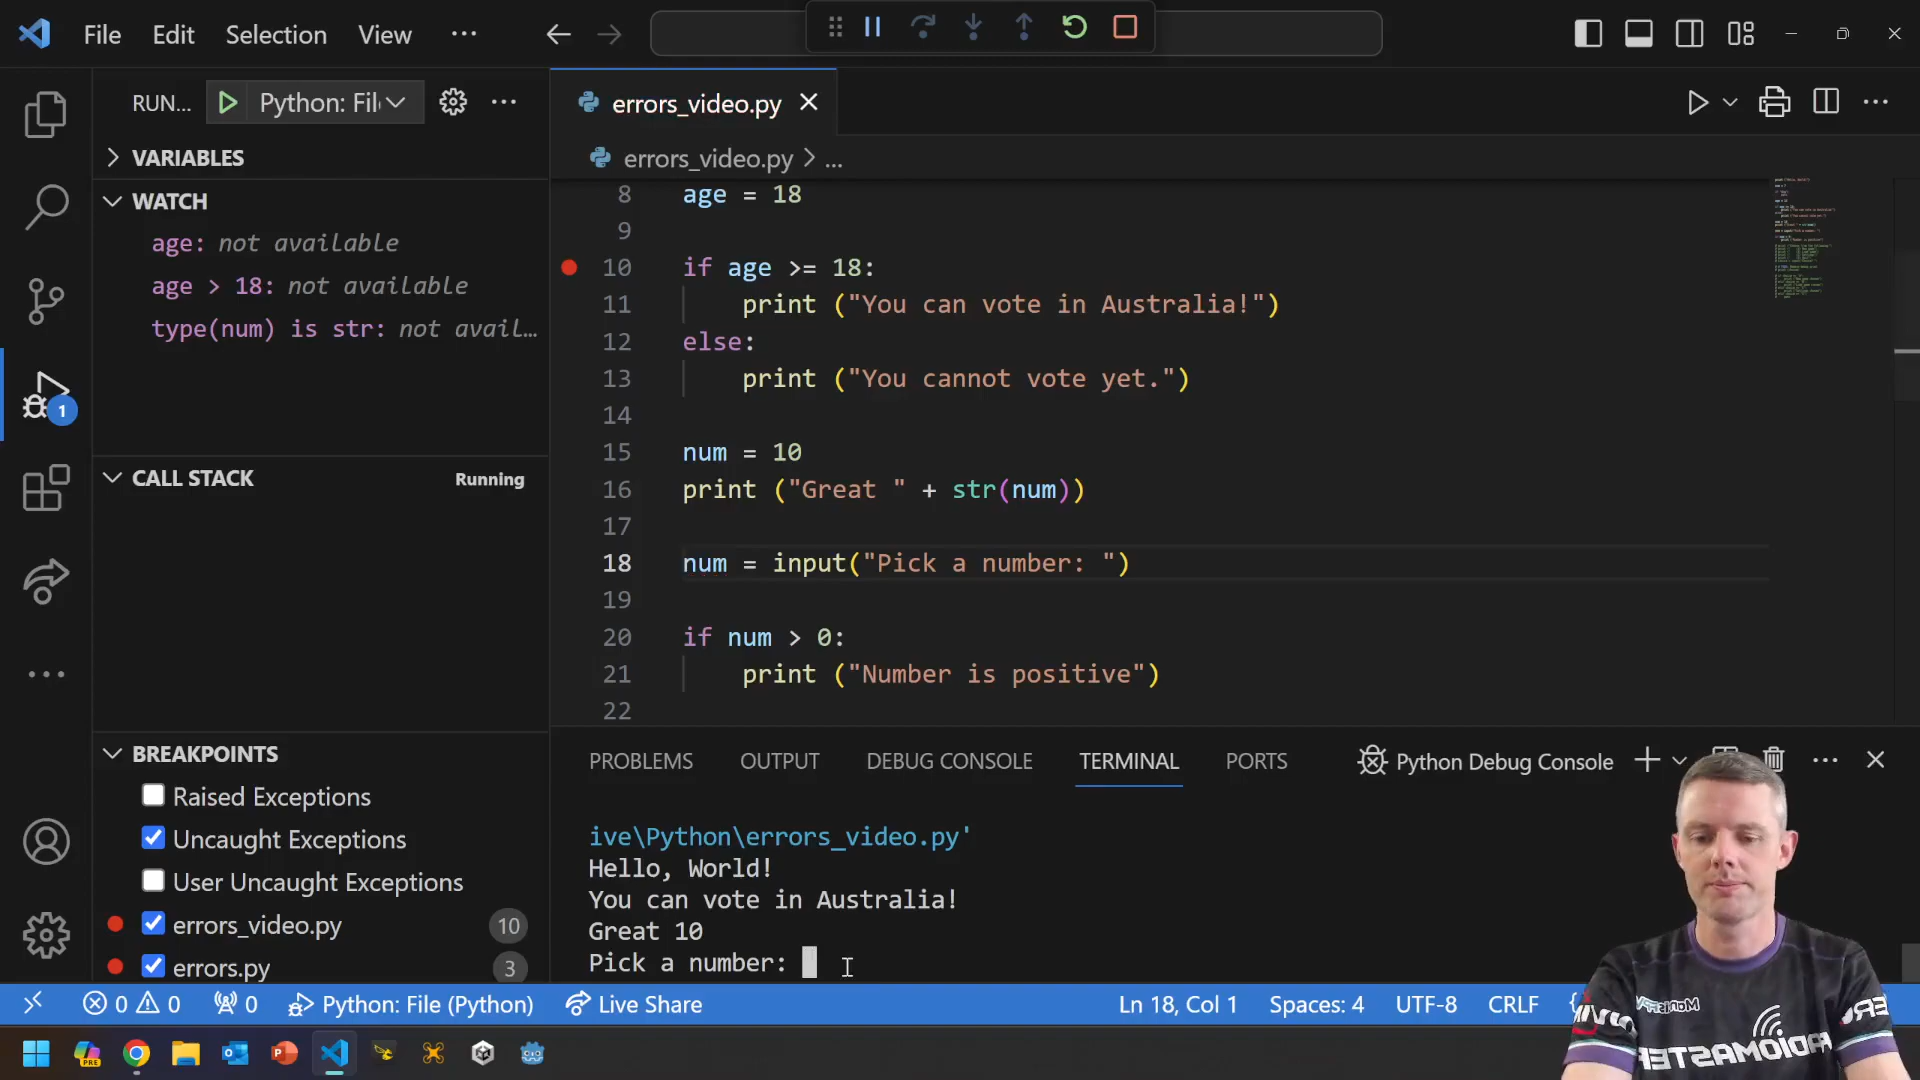 File Edit Selection View
RUN... Python: Fil
errors_video.py
VARIABLES
errors_video.py > ...
WATCH
age: not available
age > 18: not available
type(num) is str: not avail...
1
CALL STACK Running
8 age = 18
9
10 if age >= 18:
11 print ("You can vote in Australia!")
12 else:
13 print ("You cannot vote yet.")
14
15 num = 10
16 print ("Great " + str(num))
17
18 num = input("Pick a number: ")
19
20 if num > 0:
21 print ("Number is positive")
22
BREAKPOINTS
Raised Exceptions
Uncaught Exceptions
User Uncaught Exceptions
errors_video.py 10
errors.py 3
PROBLEMS OUTPUT DEBUG CONSOLE TERMINAL PORTS Python Debug Console
ive\Python\errors_video.py'
Hello, World!
You can vote in Australia!
Great 10
Pick a number:
0 0 0 Python: File (Python) Live Share Ln 18, Col 1 Spaces: 4 UTF-8 CRLF
PRE